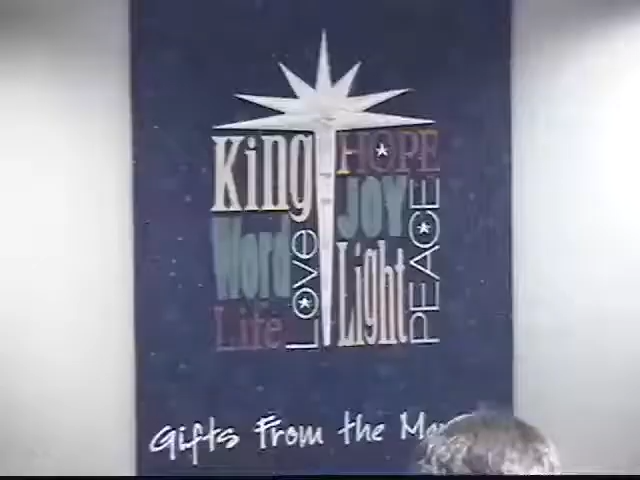 King HOPE
JOY
Word Love Light PEACE
Life
Gifts From the